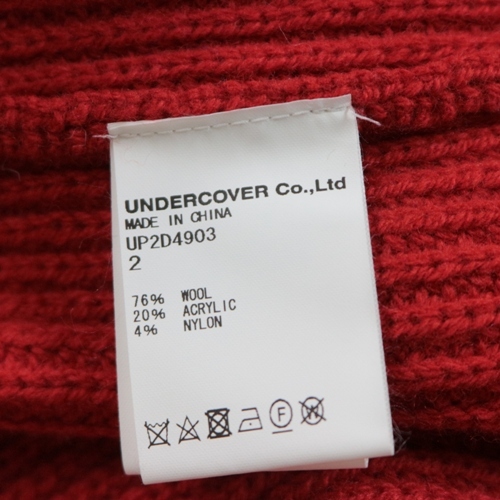 UNDERCOVER Co.,Ltd
MADE IN CHINA
UP2D4903
2
76% WOOL
20% ACRYLIC
4% NYLON
F
W